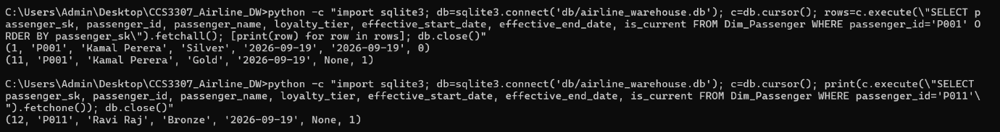 C:\Users\Admin\Desktop\CCS3307_Airline_DW>python -c "import sqlite3; db=sqlite3.connect('db/airline_warehouse.db'); c=db.cursor(); rows=c.execute(\"SELECT p
assenger_sk, passenger_id, passenger_name, loyalty_tier, effective_start_date, effective_end_date, is_current FROM Dim_Passenger WHERE passenger_id='P001' O
RDER BY passenger_sk\").fetchall(); [print(row) for row in rows]; db.close()"
(1, 'P001', 'Kamal Perera', 'Silver', '2026-09-19', '2026-09-19', 0)
(11, 'P001', 'Kamal Perera', 'Gold', '2026-09-19', None, 1)
C:\Users\Admin\Desktop\CCS3307_Airline_DW>python -c "import sqlite3; db=sqlite3.connect('db/airline_warehouse.db'); c=db.cursor(); print(c.execute(\"SELECT
passenger_sk, passenger_id, passenger_name, loyalty_tier, effective_start_date, effective_end_date, is_current FROM Dim_Passenger WHERE passenger_id='P011'\
").fetchone()); db.close()"
(12, 'P011', 'Ravi Raj', 'Bronze', '2026-09-19', None, 1)